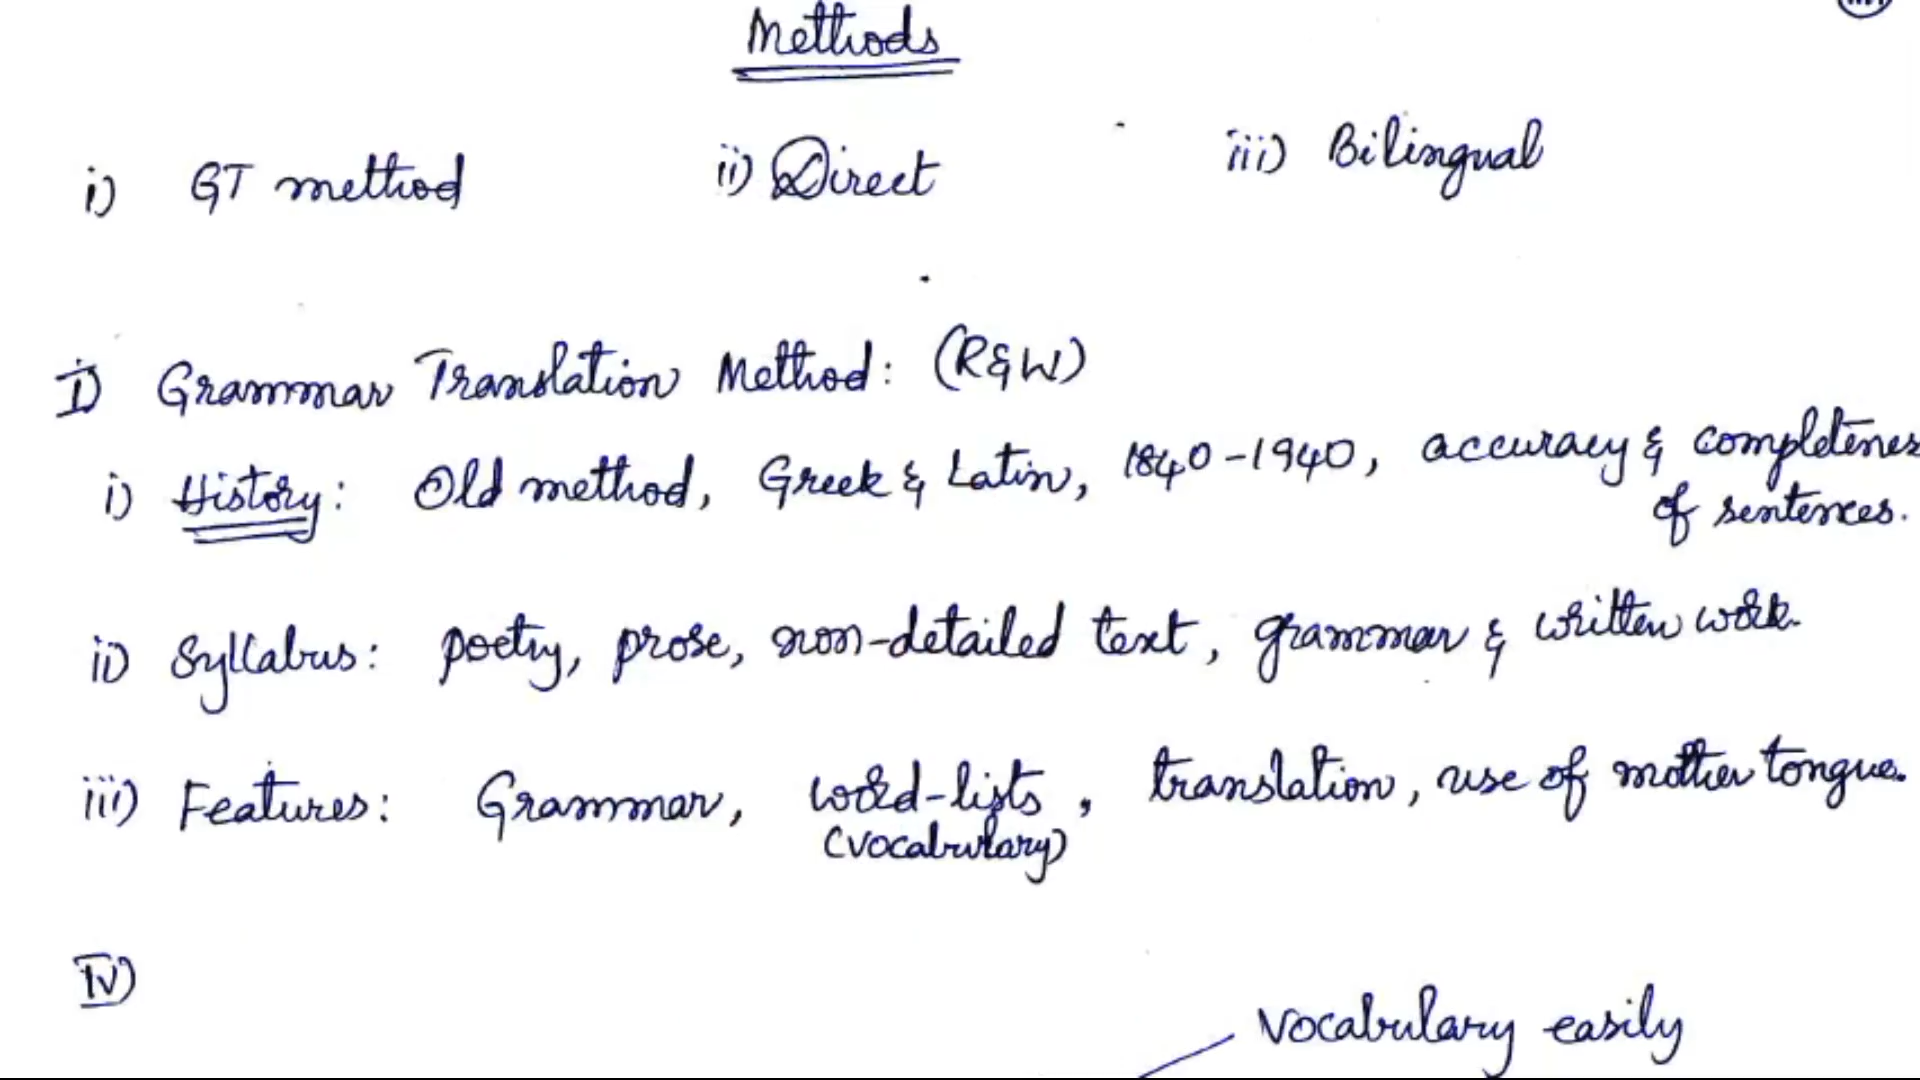 Methods
i) GT method ii) Direct iii) Bilingual
I) Grammar Translation Method: (R&W)
i) History: Old method, Greek & Latin, 1840-1940, accuracy & completenes
of sentences.
ii) Syllabus: poetry, prose, non-detailed text, grammar & written work.
iii) Features: Grammar, word-lists, translation, use of mother tongue.
(vocabulary)
IV)
Vocabulary easily